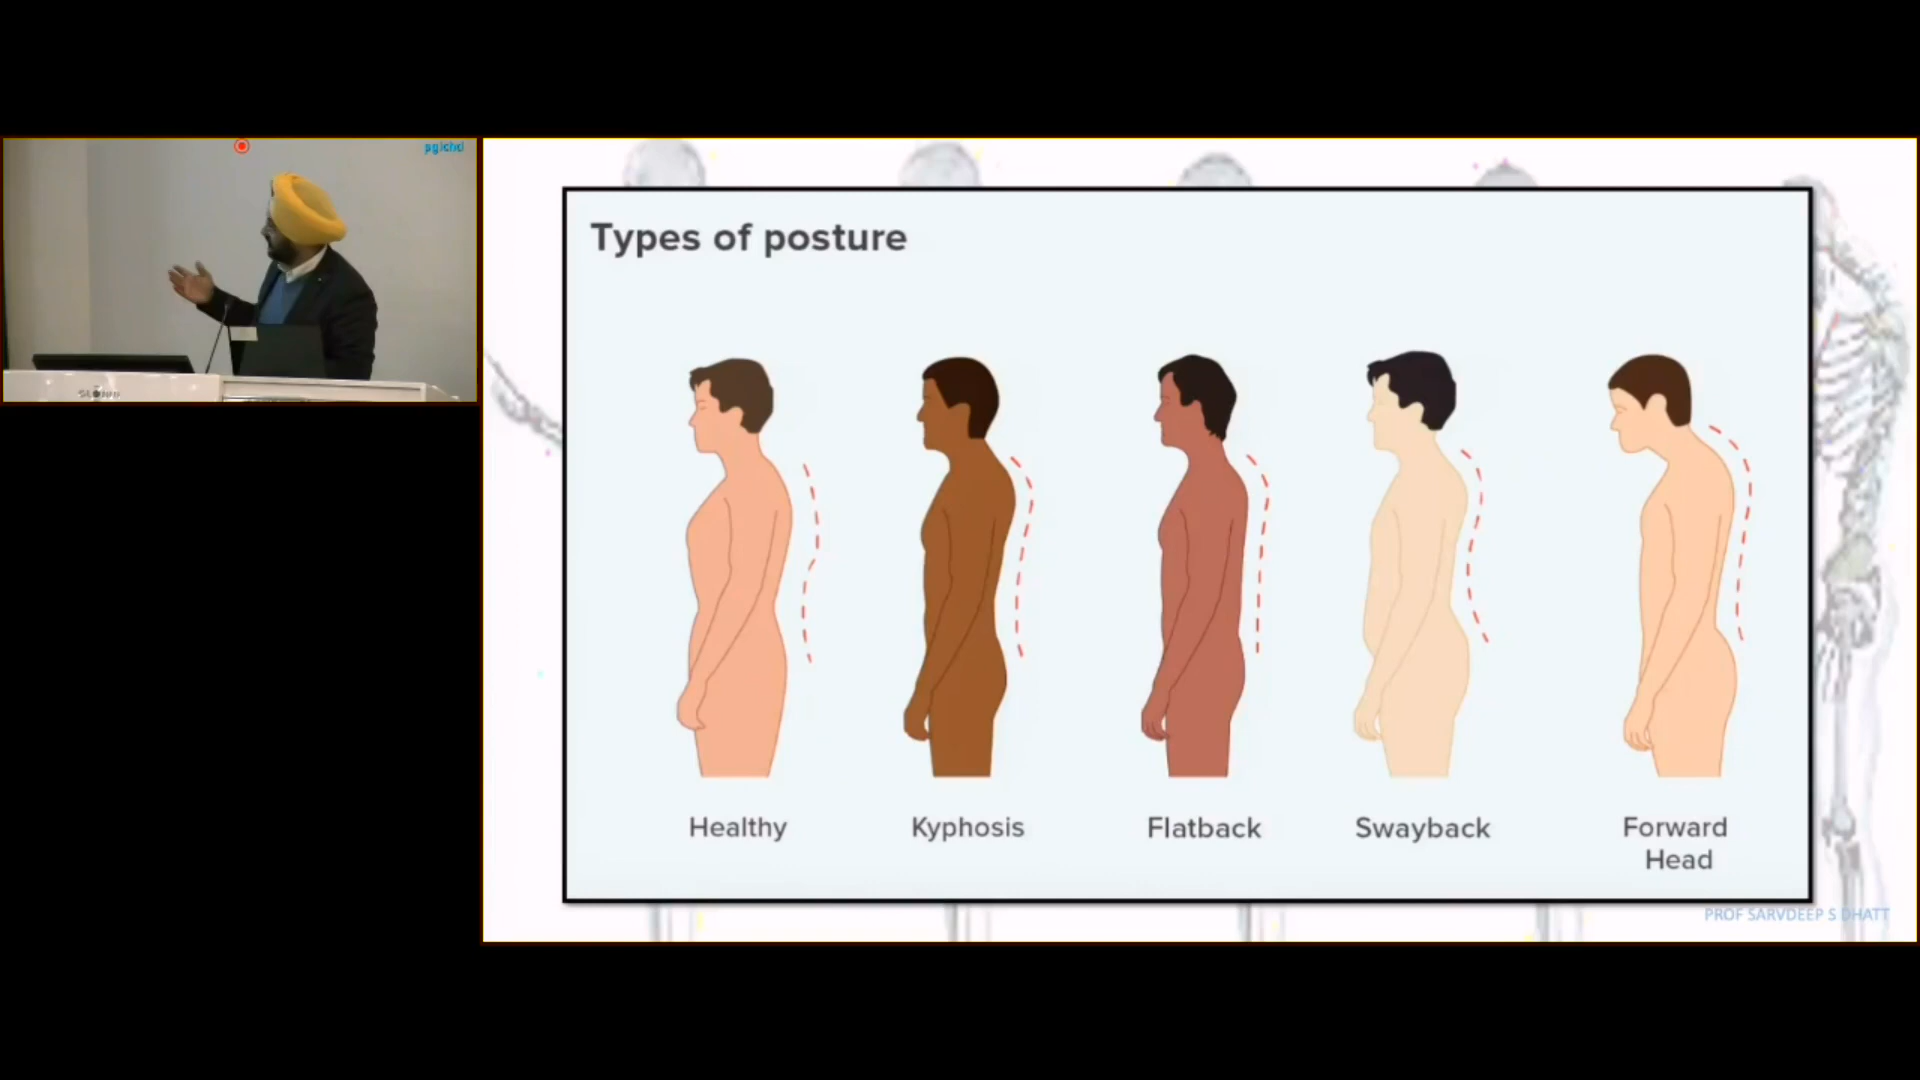 pgichd
Types of posture
Healthy
Kyphosis
Flatback
Swayback
Forward
Head
PROF SARVDEEP S DHATT